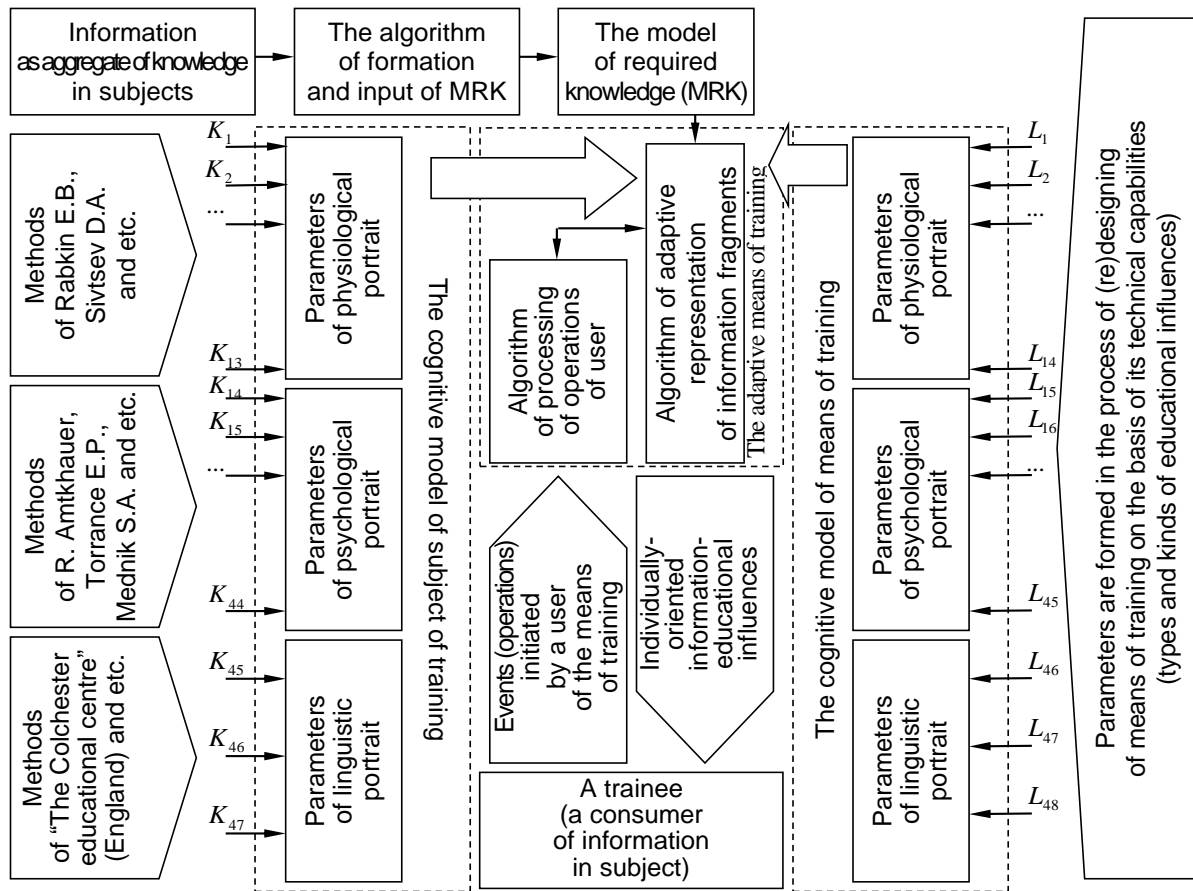 Information
as aggregate of knowledge
in subjects
The algorithm
of formation
and input of MRK
The model
of required
knowledge (MRK)
Methods
of Rabkin E.B.,
Sivtsev D.A.
and etc.
K1
K2
...
K13
Parameters
of physiological
portrait
Methods
of R. Amtkhauer,
Torrance E.P.,
Mednik S.A. and etc.
K14
K15
...
K44
Parameters
of psychological
portrait
Methods
of “The Colchester
educational centre”
(England) and etc.
K45
K46
K47
Parameters
of linguistic
portrait
The cognitive model of subject of training
Algorithm
of processing
of operations
of user
Algorithm of adaptive
representation
of information fragments
The adaptive means of training
Events (operations)
initiated
by a user
of the means
of training
Individually-
oriented
information-
educational
influences
A trainee
(a consumer
of information
in subject)
The cognitive model of means of training
Parameters
of physiological
portrait
L1
L2
...
L14
Parameters
of psychological
portrait
L15
L16
...
L45
Parameters
of linguistic
portrait
L46
L47
L48
Parameters are formed in the process of (re)designing
of means of training on the basis of its technical capabilities
(types and kinds of educational influences)